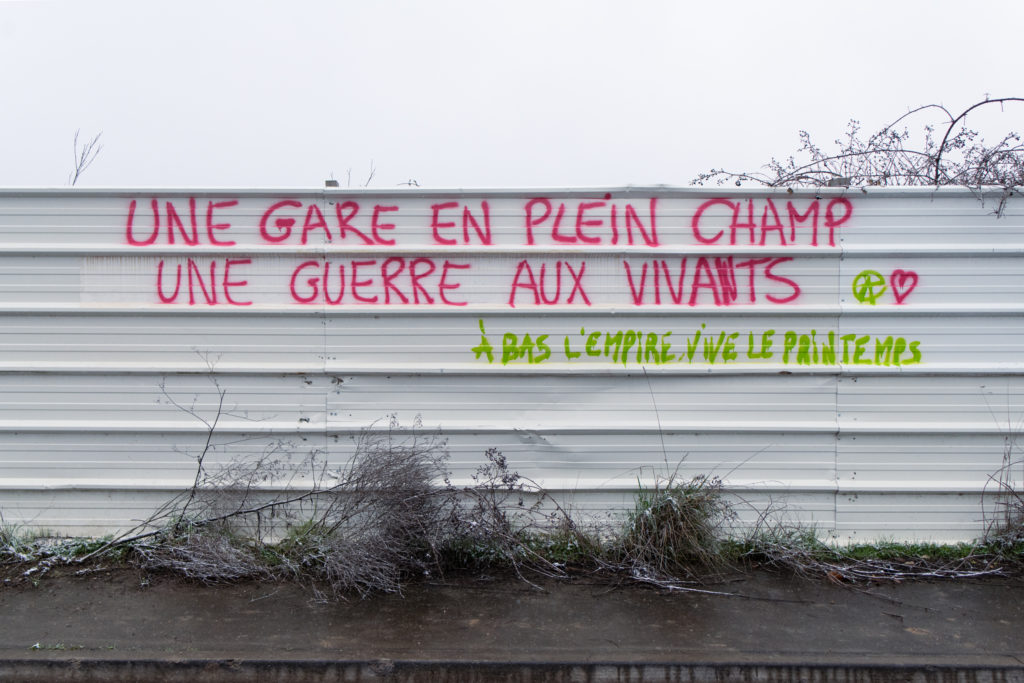 UNE GARE EN PLEiN CHAMP
UNE GUERRE AUX VIVANTS
À BAS L'EMPIRE, ViVE LE PRiNTEMPS